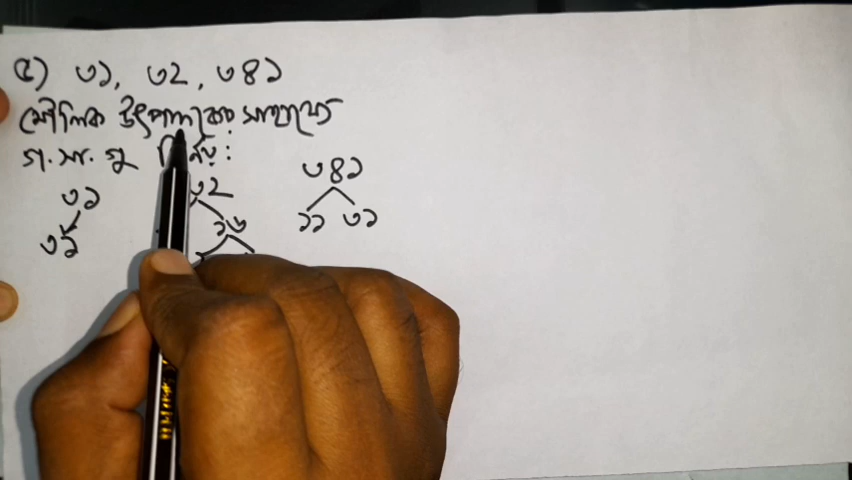 ৫) ৩১, ৩২, ৩৪১
মৌলিক উৎপাদকের সাহায্যে
গ.সা.গু :
৩১ ৩২ ৩৪১
৩১ ১৬ ১১ ৩১